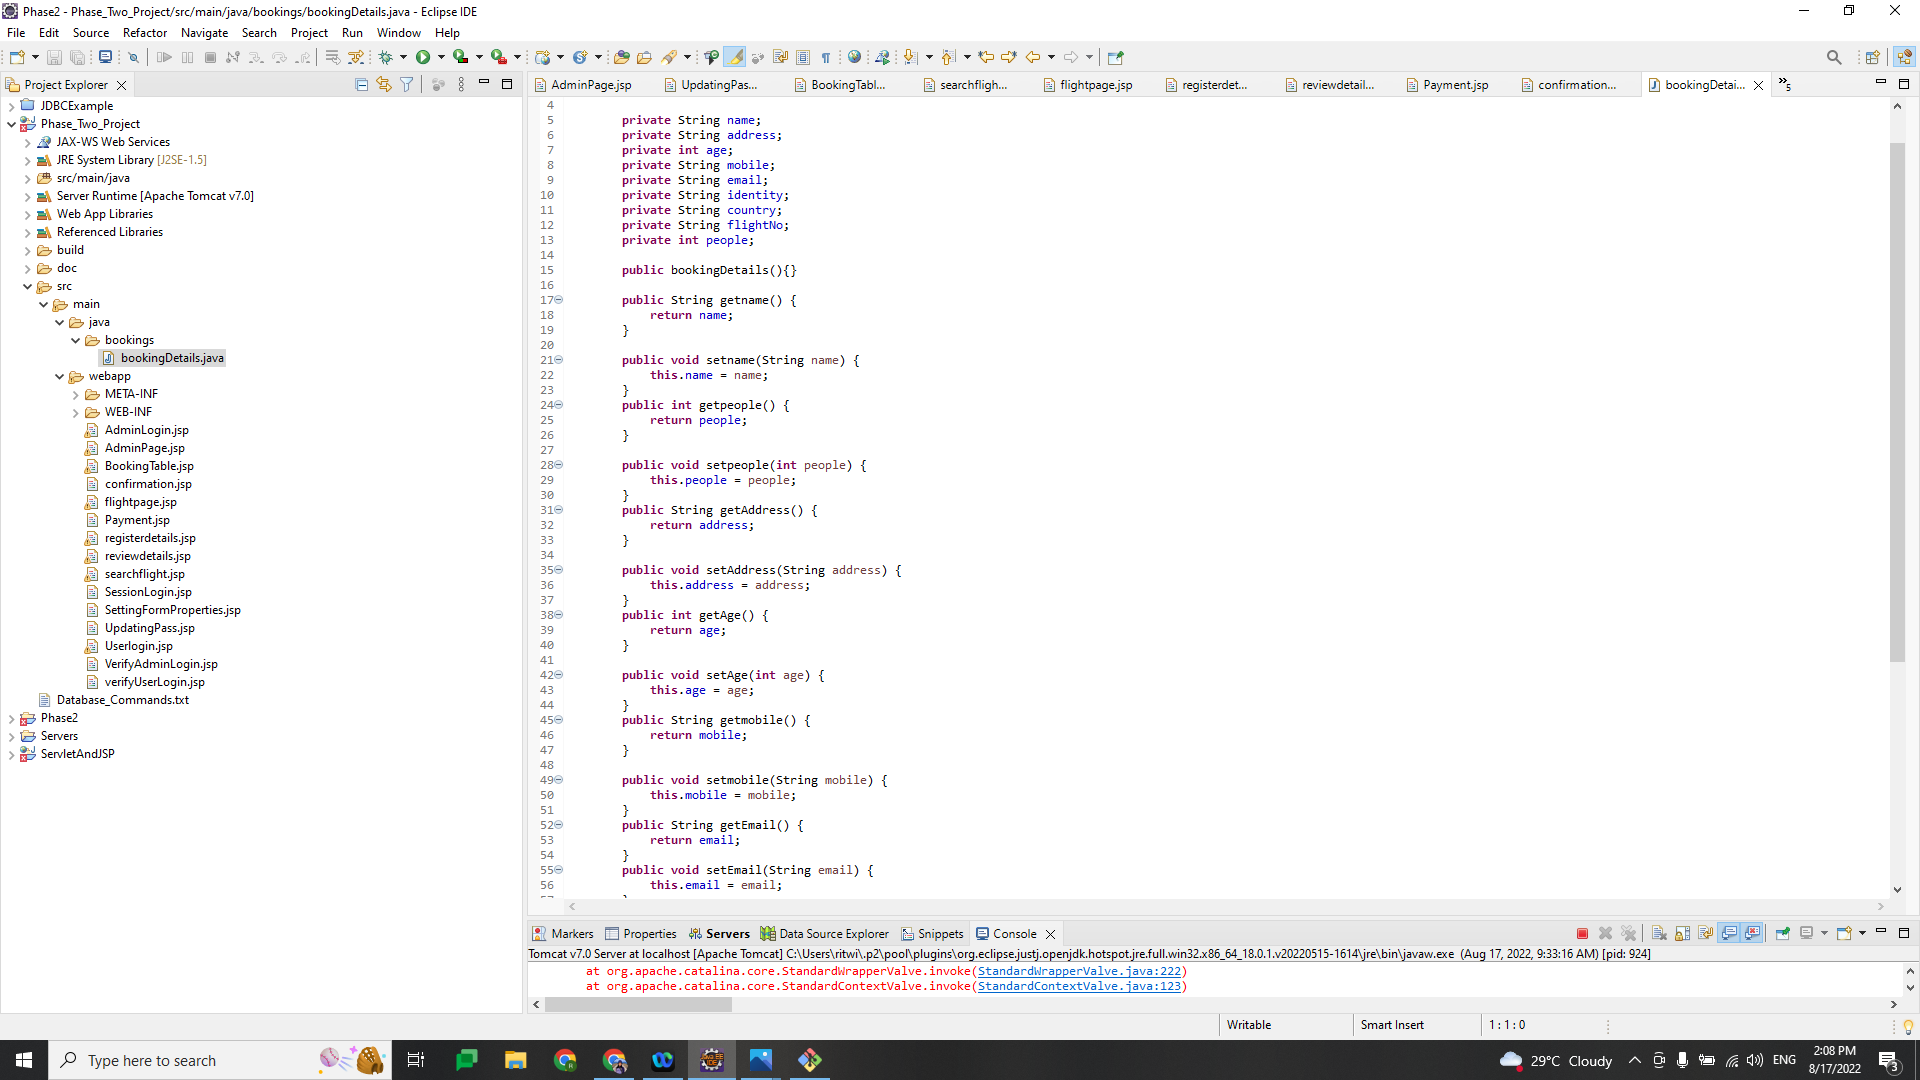 Phase2 - Phase_Two_Project/src/main/java/bookings/bookingDetails.java - Eclipse IDE
File Edit Source Refactor Navigate Search Project Run Window Help
Project Explorer
JDBCExample
Phase_Two_Project
JAX-WS Web Services
JRE System Library [J2SE-1.5]
src/main/java
Server Runtime [Apache Tomcat v7.0]
Web App Libraries
Referenced Libraries
build
doc
src
main
java
bookings
bookingDetails.java
webapp
META-INF
WEB-INF
AdminLogin.jsp
AdminPage.jsp
BookingTable.jsp
confirmation.jsp
flightpage.jsp
Payment.jsp
registerdetails.jsp
reviewdetails.jsp
searchflight.jsp
SessionLogin.jsp
SettingFormProperties.jsp
UpdatingPass.jsp
Userlogin.jsp
VerifyAdminLogin.jsp
verifyUserLogin.jsp
Database_Commands.txt
Phase2
Servers
ServletAndJSP
AdminPage.jsp UpdatingPas... BookingTabl... searchfligh... flightpage.jsp registerdet... reviewdetail... Payment.jsp confirmation... bookingDetai... »5
4
5 private String name;
6 private String address;
7 private int age;
8 private String mobile;
9 private String email;
10 private String identity;
11 private String country;
12 private String flightNo;
13 private int people;
14
15 public bookingDetails(){}
16
17 public String getname() {
18 return name;
19 }
20
21 public void setname(String name) {
22 this.name = name;
23 }
24 public int getpeople() {
25 return people;
26 }
27
28 public void setpeople(int people) {
29 this.people = people;
30 }
31 public String getAddress() {
32 return address;
33 }
34
35 public void setAddress(String address) {
36 this.address = address;
37 }
38 public int getAge() {
39 return age;
40 }
41
42 public void setAge(int age) {
43 this.age = age;
44 }
45 public String getmobile() {
46 return mobile;
47 }
48
49 public void setmobile(String mobile) {
50 this.mobile = mobile;
51 }
52 public String getEmail() {
53 return email;
54 }
55 public void setEmail(String email) {
56 this.email = email;
Markers Properties Servers Data Source Explorer Snippets Console
Tomcat v7.0 Server at localhost [Apache Tomcat] C:\Users\ritwi\.p2\pool\plugins\org.eclipse.justj.openjdk.hotspot.jre.full.win32.x86_64_18.0.1.v20220515-1614\jre\bin\javaw.exe (Aug 17, 2022, 9:33:16 AM) [pid: 924]
at org.apache.catalina.core.StandardWrapperValve.invoke(StandardWrapperValve.java:222)
at org.apache.catalina.core.StandardContextValve.invoke(StandardContextValve.java:123)
Writable Smart Insert 1 : 1 : 0
Type here to search
29°C Cloudy
ENG
2:08 PM
8/17/2022
3